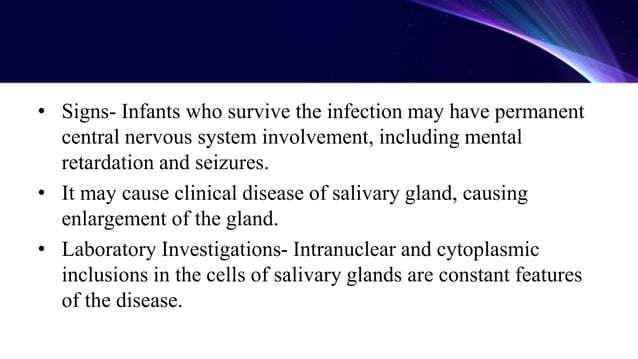 • Signs- Infants who survive the infection may have permanent
central nervous system involvement, including mental
retardation and seizures.
• It may cause clinical disease of salivary gland, causing
enlargement of the gland.
• Laboratory Investigations- Intranuclear and cytoplasmic
inclusions in the cells of salivary glands are constant features
of the disease.